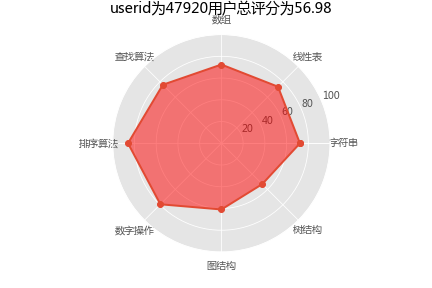 userid为47920用户总评分为56.98
数组
查找算法
线性表
100
80
60
40
20
排序算法
字符串
数字操作
树结构
图结构